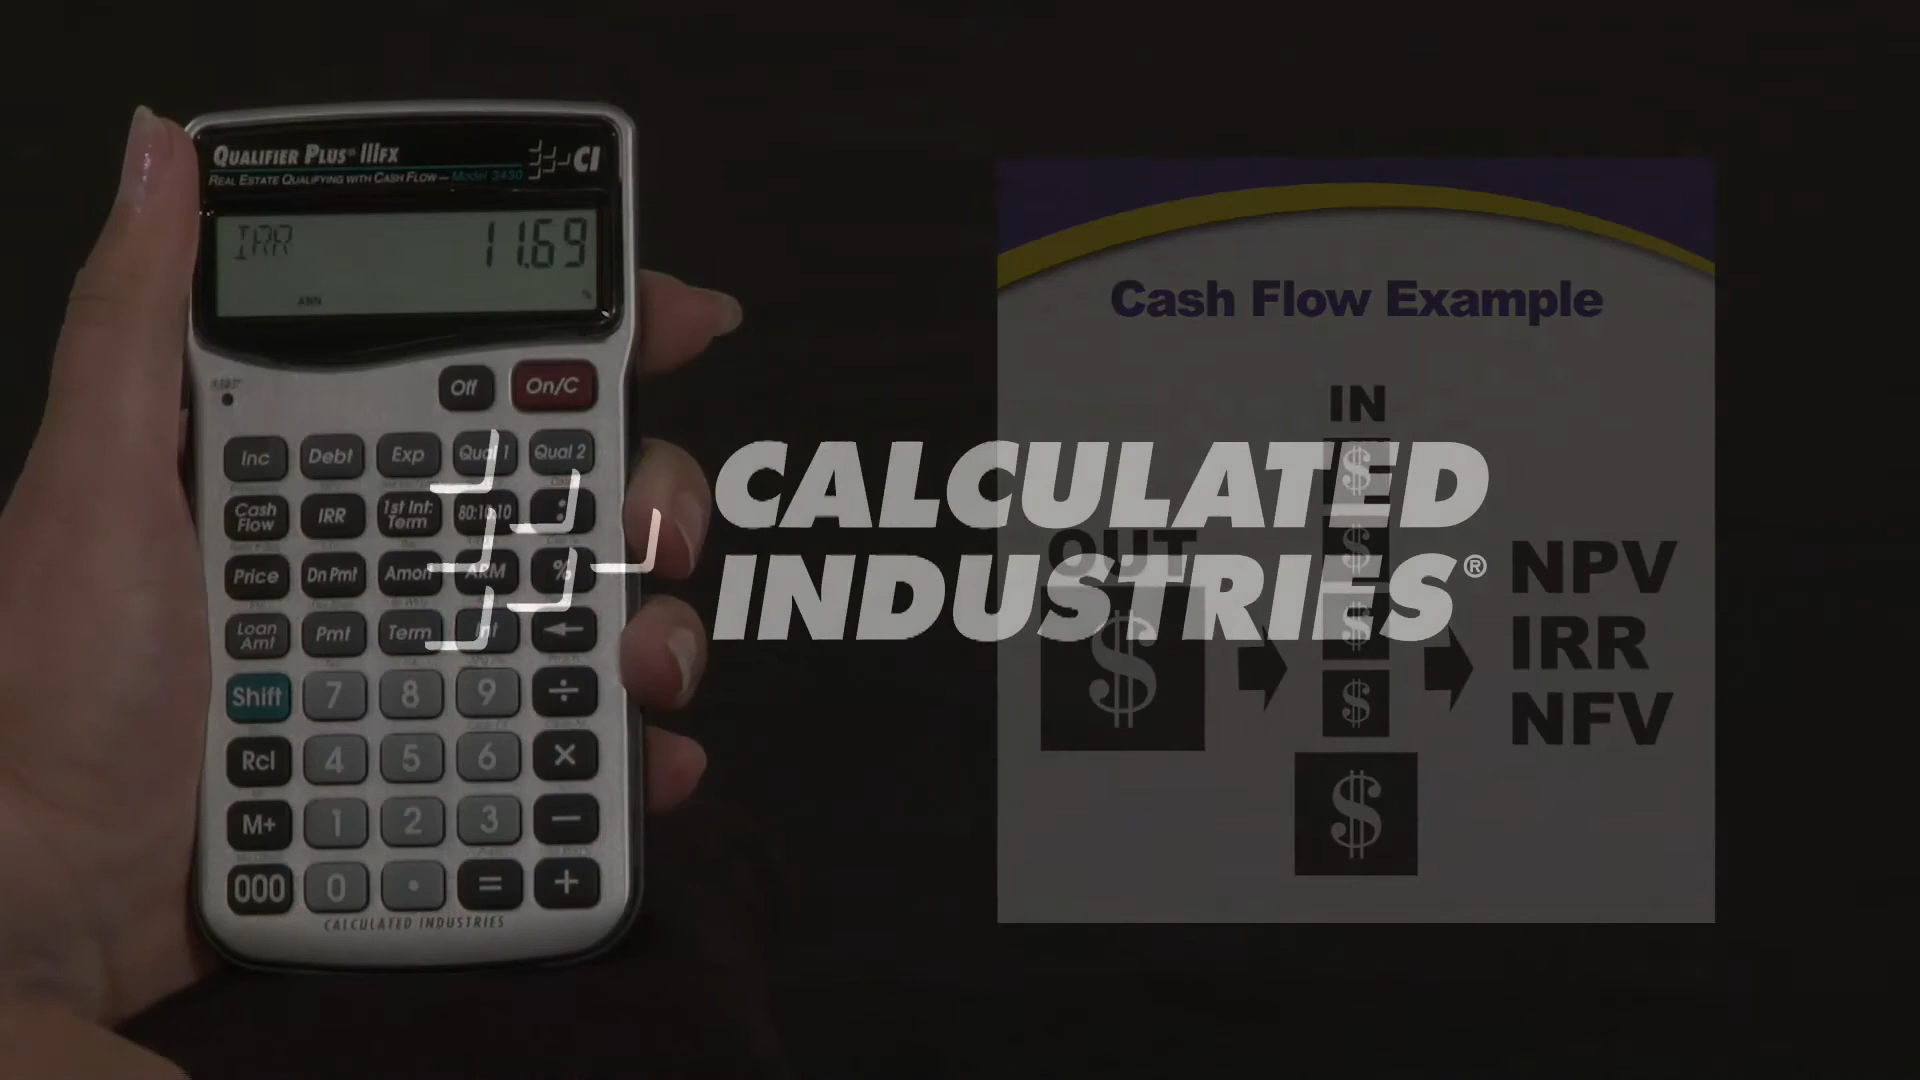 QUALIFIER PLUS® IIIFX
REAL ESTATE QUALIFYING WITH CASH FLOW — Model 3430
CI
IRR 11.69
ANN %
Off On/C
Inc Debt Exp Qual 1 Qual 2
Cash Flow IRR 1st Int: Term 80:10:10 :
Price Dn Pmt Amort ARM %
Loan Amt Pmt Term Int
Shift 7 8 9 ÷
Rcl 4 5 6 ×
M+ 1 2 3 −
000 0 . = +
CALCULATED INDUSTRIES
CALCULATED
INDUSTRIES®
Cash Flow Example
IN
$
$
$
$
$
OUT
$
NPV
IRR
NFV